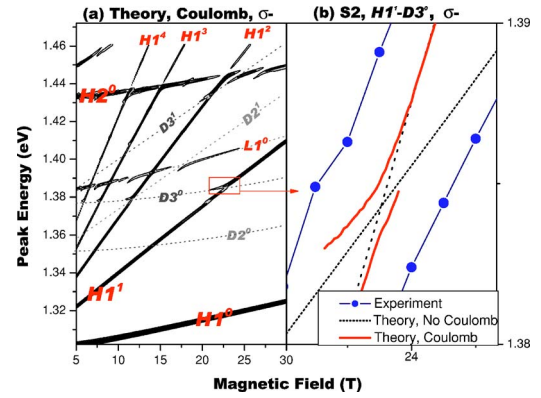 (a) Theory, Coulomb, σ-
(b) S2, H1¹-D3⁰, σ-
Peak Energy (eV)
1.46
1.44
1.42
1.40
1.38
1.36
1.34
1.32
H1⁴
H1³
H1²
H2⁰
D3¹
D2¹
L1⁰
D3⁰
D2⁰
H1¹
H1⁰
5
10
15
20
25
30
1.39
1.38
24
Experiment
Theory, No Coulomb
Theory, Coulomb
Magnetic Field (T)